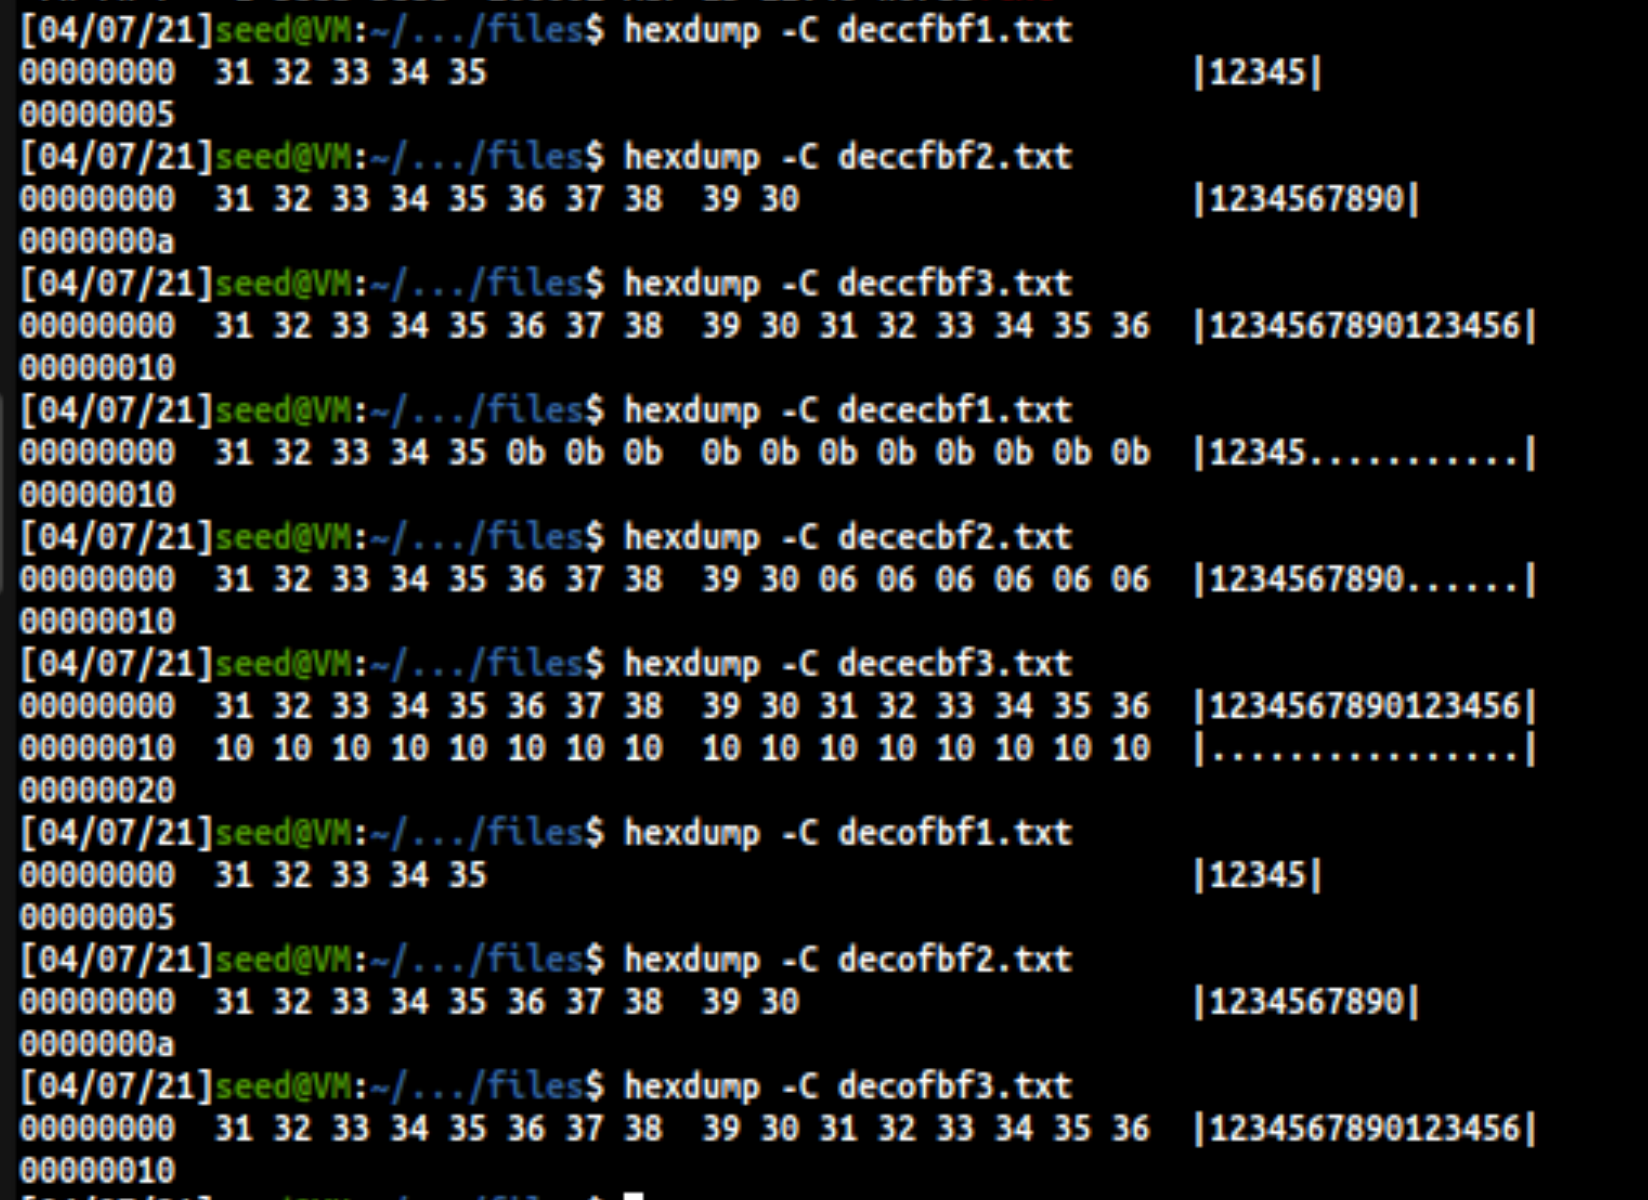 [04/07/21]seed@VM:~/.../files$ hexdump -C deccfbf1.txt
00000000  31 32 33 34 35                                    |12345|
00000005
[04/07/21]seed@VM:~/.../files$ hexdump -C deccfbf2.txt
00000000  31 32 33 34 35 36 37 38  39 30                    |1234567890|
0000000a
[04/07/21]seed@VM:~/.../files$ hexdump -C deccfbf3.txt
00000000  31 32 33 34 35 36 37 38  39 30 31 32 33 34 35 36  |1234567890123456|
00000010
[04/07/21]seed@VM:~/.../files$ hexdump -C dececbf1.txt
00000000  31 32 33 34 35 0b 0b 0b  0b 0b 0b 0b 0b 0b 0b 0b  |12345...........|
00000010
[04/07/21]seed@VM:~/.../files$ hexdump -C dececbf2.txt
00000000  31 32 33 34 35 36 37 38  39 30 06 06 06 06 06 06  |1234567890......|
00000010
[04/07/21]seed@VM:~/.../files$ hexdump -C dececbf3.txt
00000000  31 32 33 34 35 36 37 38  39 30 31 32 33 34 35 36  |1234567890123456|
00000010  10 10 10 10 10 10 10 10  10 10 10 10 10 10 10 10  |................|
00000020
[04/07/21]seed@VM:~/.../files$ hexdump -C decofbf1.txt
00000000  31 32 33 34 35                                    |12345|
00000005
[04/07/21]seed@VM:~/.../files$ hexdump -C decofbf2.txt
00000000  31 32 33 34 35 36 37 38  39 30                    |1234567890|
0000000a
[04/07/21]seed@VM:~/.../files$ hexdump -C decofbf3.txt
00000000  31 32 33 34 35 36 37 38  39 30 31 32 33 34 35 36  |1234567890123456|
00000010